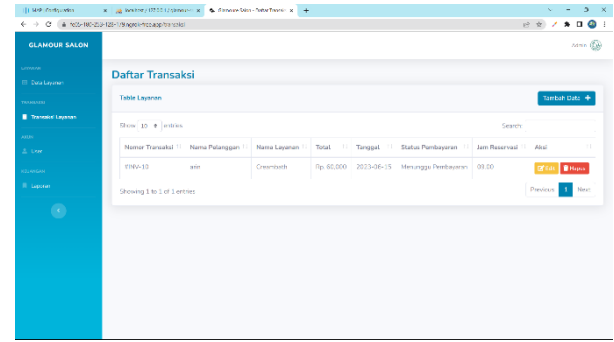 GLAMOUR SALON
Data Layanan
Transaksi Layanan
User
Laporan
Admin
Daftar Transaksi
Table Layanan
Tambah Data +
Show 10 entries
Search:
Nomor Transaksi Nama Pelanggan Nama Layanan Total Tanggal Status Pembayaran Jam Reservasi Aksi
Creambath Rp. 60.000 2023-06-15 Menunggu Pembayaran 09.00 Edit Hapus
Showing 1 to 1 of 1 entries
Previous 1 Next